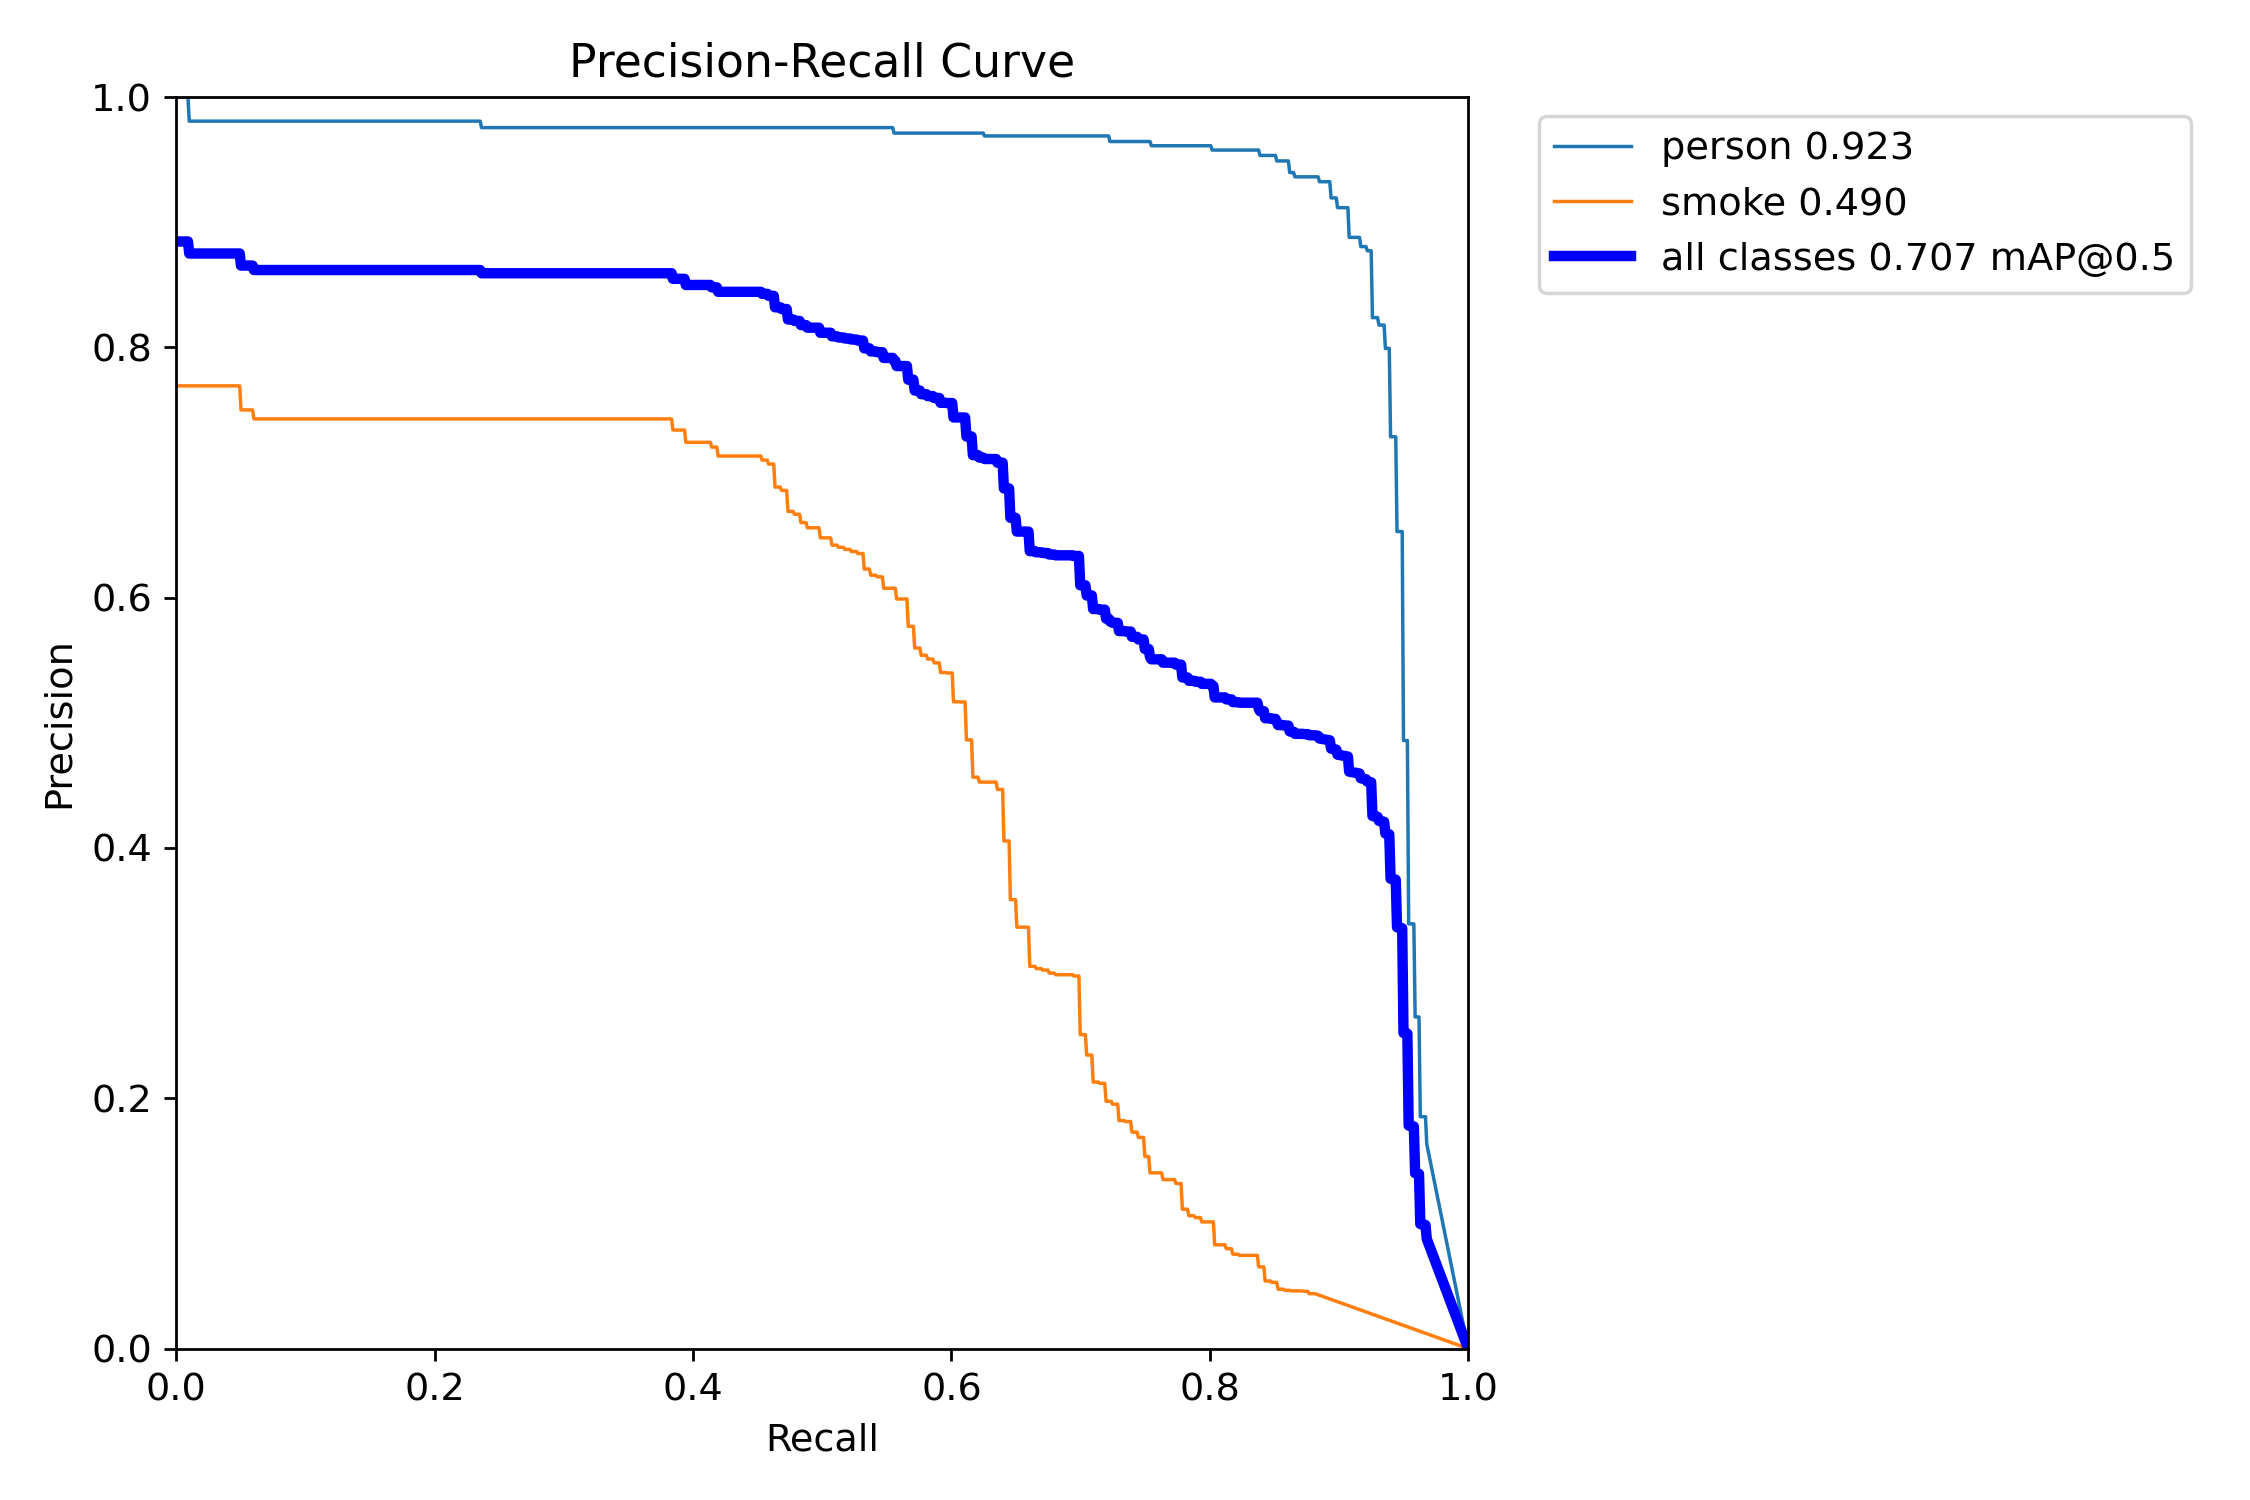 Precision-Recall Curve
person 0.923
smoke 0.490
all classes 0.707 mAP@0.5
1.0
0.8
0.6
0.4
0.2
0.0
Precision
0.0 0.2 0.4 0.6 0.8 1.0
Recall